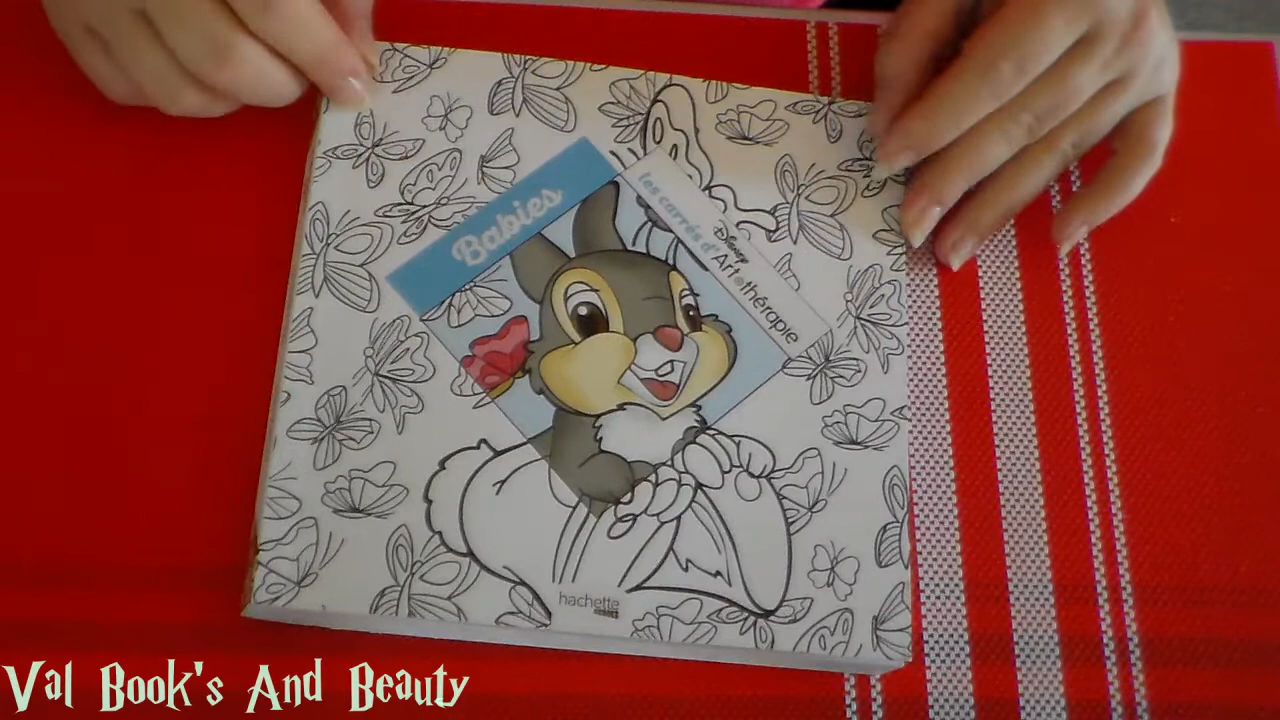 Babies
les carrés d'
Disney
Art-thérapie
hachette
Val Book's And Beauty